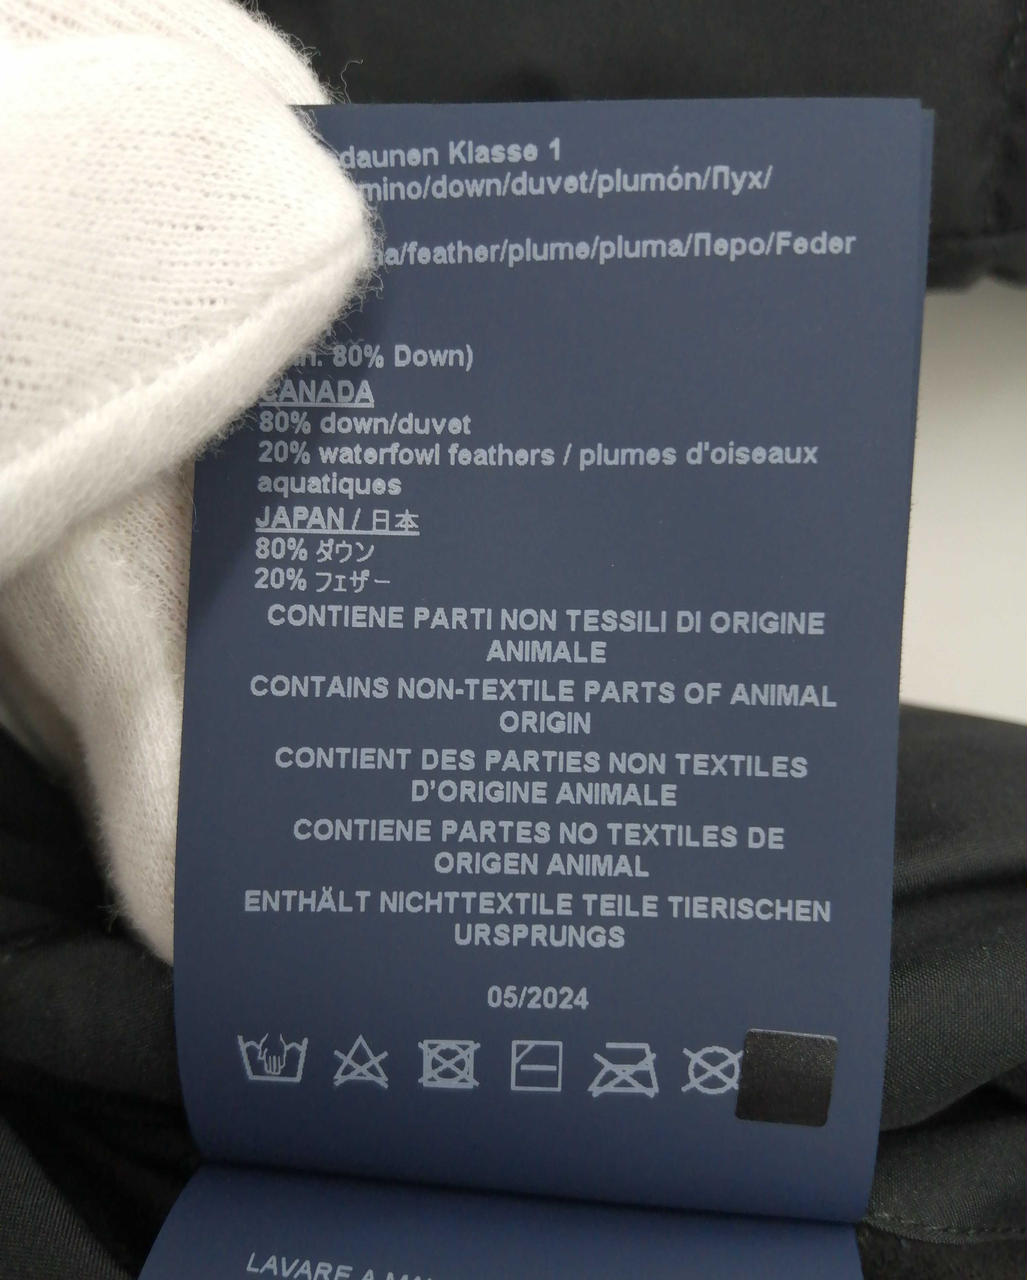 daunen Klasse 1
mino/down/duvet/plumón/Пух/
/feather/plume/pluma/Перо/Feder
80% Down)
CANADA
80% down/duvet
20% waterfowl feathers / plumes d'oiseaux
aquatiques
JAPAN / 日本
80% ダウン
20% フェザー
CONTIENE PARTI NON TESSILI DI ORIGINE
ANIMALE
CONTAINS NON-TEXTILE PARTS OF ANIMAL
ORIGIN
CONTIENT DES PARTIES NON TEXTILES
D'ORIGINE ANIMALE
CONTIENE PARTES NO TEXTILES DE
ORIGEN ANIMAL
ENTHÄLT NICHTTEXTILE TEILE TIERISCHEN
URSPRUNGS
05/2024
LAVARE A